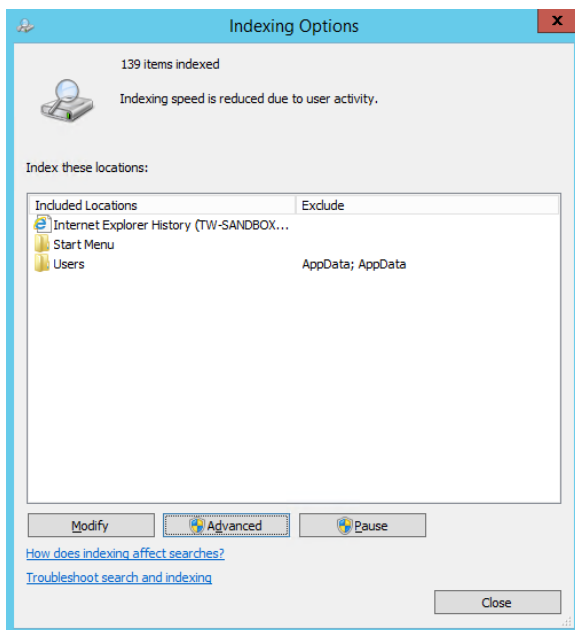 Indexing Options
x
139 items indexed
Indexing speed is reduced due to user activity.
Index these locations:
Included Locations Exclude
Internet Explorer History (TW-SANDBOX...
Start Menu
Users AppData; AppData
Modify Advanced Pause
How does indexing affect searches?
Troubleshoot search and indexing
Close